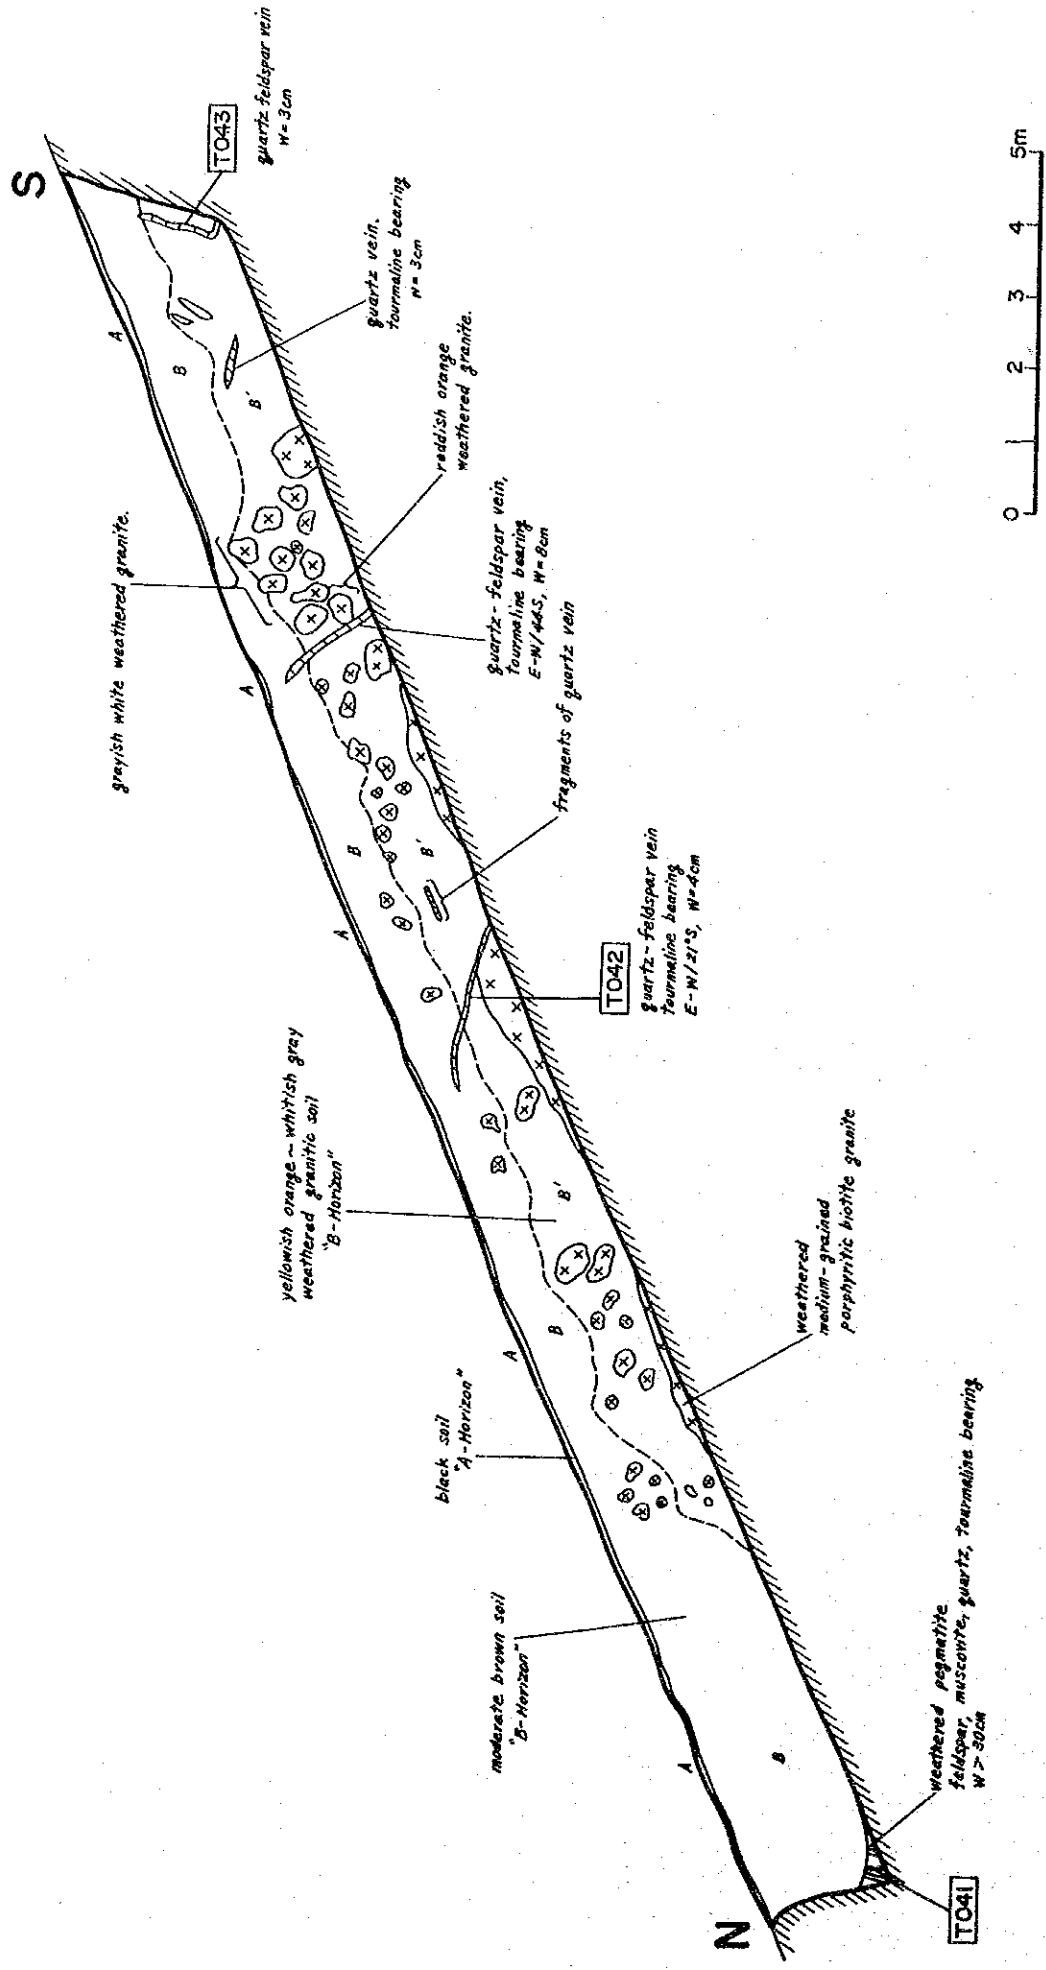 N
S
T041
weathered pegmatite
feldspar, muscovite, quartz, tourmaline bearing
W > 30cm
moderate brown soil
"B-Horizon"
black soil
"A-Horizon"
weathered
medium-grained
porphyritic biotite granite
yellowish orange ~ whitish gray
weathered granitic soil
"B-Horizon"
T042
quartz-feldspar vein
tourmaline bearing
E-W/21°S, W=4cm
fragments of quartz vein
quartz-feldspar vein,
tourmaline bearing
E-W/44S, W=8cm
grayish white weathered granite.
reddish orange
weathered granite.
quartz vein.
tourmaline bearing
W=3cm
T043
quartz feldspar vein
W=3cm
A
A
A
A
A
B
B
B
B
B'
B'
B'
0 1 2 3 4 5m